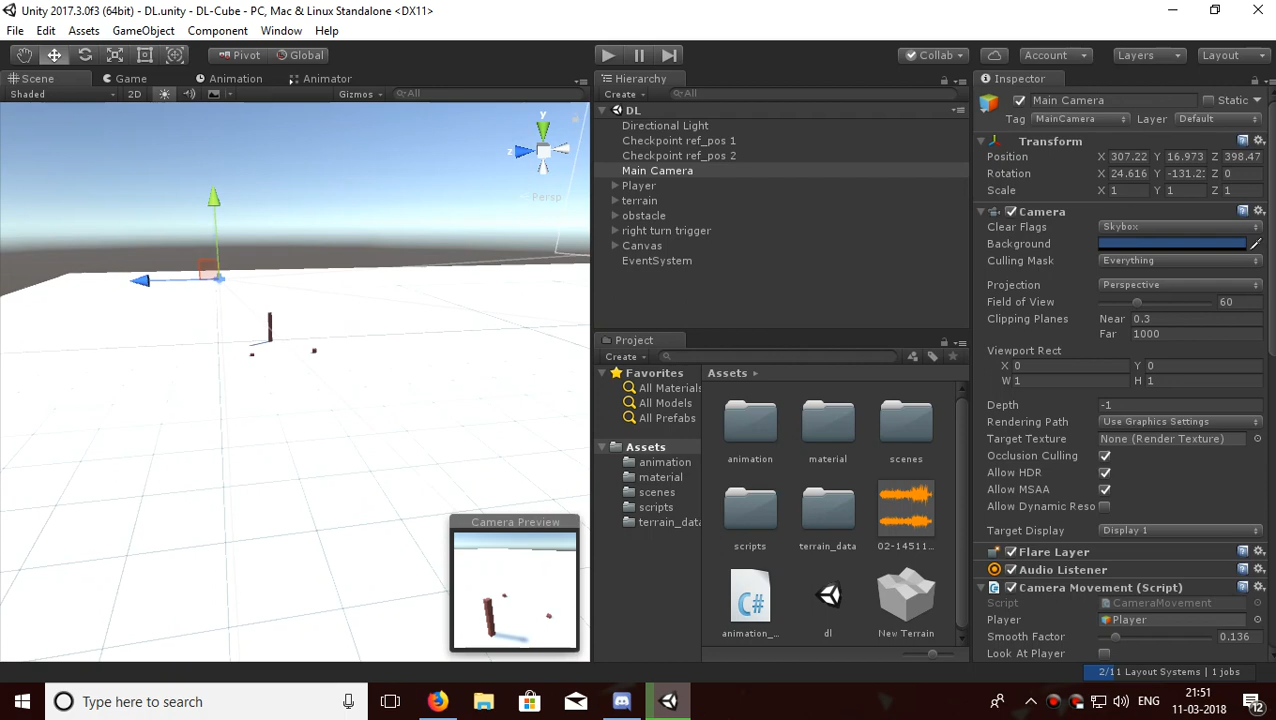 Unity 2017.3.0f3 (64bit) - DL.unity - DL-Cube - PC, Mac & Linux Standalone <DX11>
File Edit Assets GameObject Component Window Help
Pivot Global Collab Account Layers Layout
Scene Game Animation Animator
Shaded 2D Gizmos All
y
z
Persp
Camera Preview
Hierarchy
Create All
DL
Directional Light
Checkpoint ref_pos 1
Checkpoint ref_pos 2
Main Camera
Player
terrain
obstacle
right turn trigger
Canvas
EventSystem
Project
Create
Favorites
All Materials
All Models
All Prefabs
Assets
animation
material
scenes
scripts
terrain_data
Assets
animation material scenes
scripts terrain_data 02-14511...
C#
animation_... dl New Terrain
Inspector
Main Camera Static
Tag MainCamera Layer Default
Transform
Position X 307.22 Y 16.973 Z 398.47
Rotation X 24.616 Y -131.2 Z 0
Scale X 1 Y 1 Z 1
Camera
Clear Flags Skybox
Background
Culling Mask Everything
Projection Perspective
Field of View 60
Clipping Planes Near 0.3
Far 1000
Viewport Rect
X 0 Y 0
W 1 H 1
Depth -1
Rendering Path Use Graphics Settings
Target Texture None (Render Texture)
Occlusion Culling
Allow HDR
Allow MSAA
Allow Dynamic Reso
Target Display Display 1
Flare Layer
Audio Listener
Camera Movement (Script)
Script CameraMovement
Player Player
Smooth Factor 0.136
Look At Player
2/11 Layout Systems | 1 jobs
Type here to search
ENG
21:51
11-03-2018
12